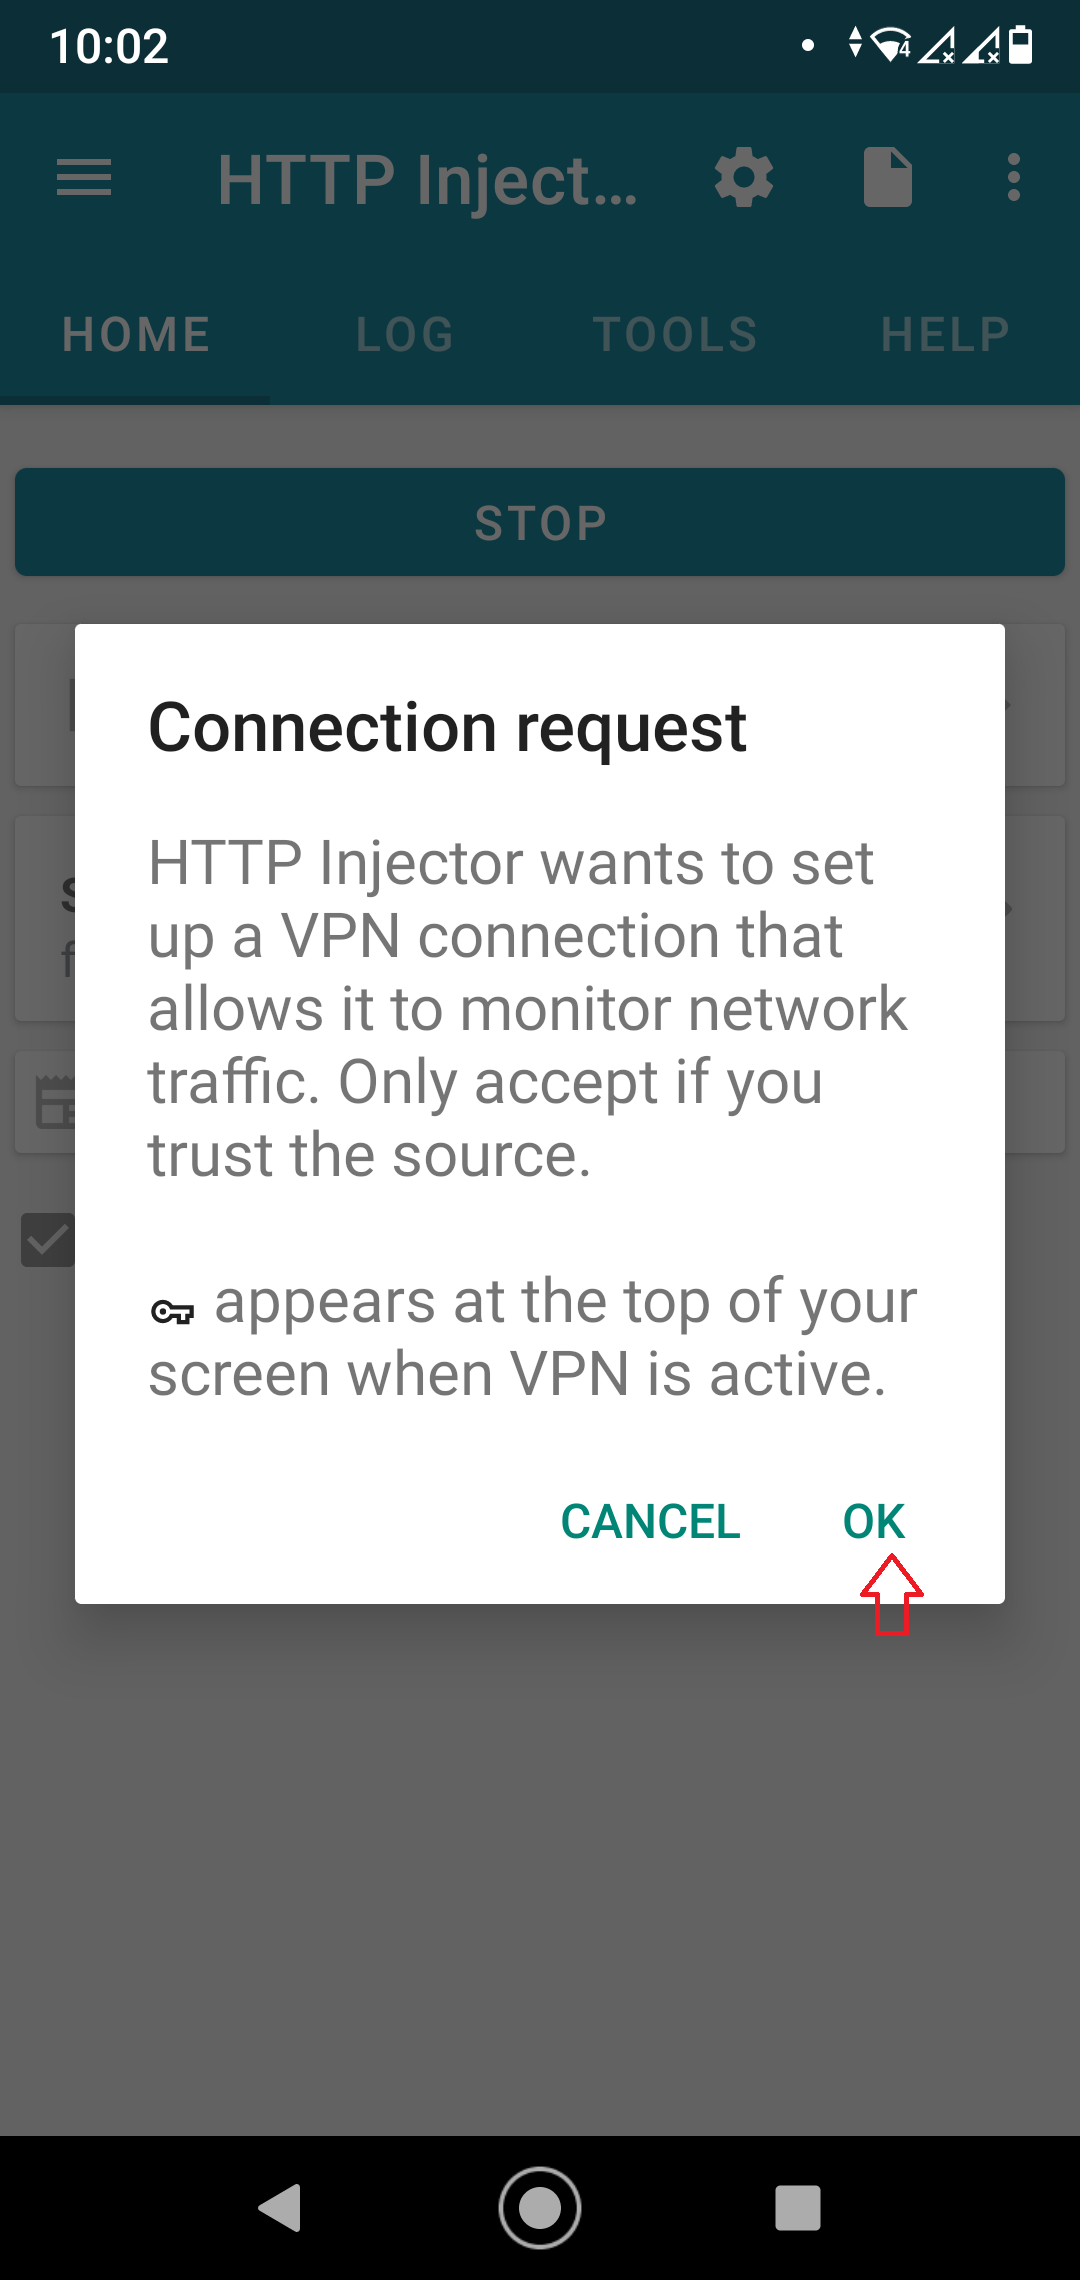 10:02
4
HTTP Inject...
HOME LOG TOOLS HELP
STOP
Connection request
HTTP Injector wants to set
up a VPN connection that
allows it to monitor network
traffic. Only accept if you
trust the source.
appears at the top of your
screen when VPN is active.
CANCEL OK